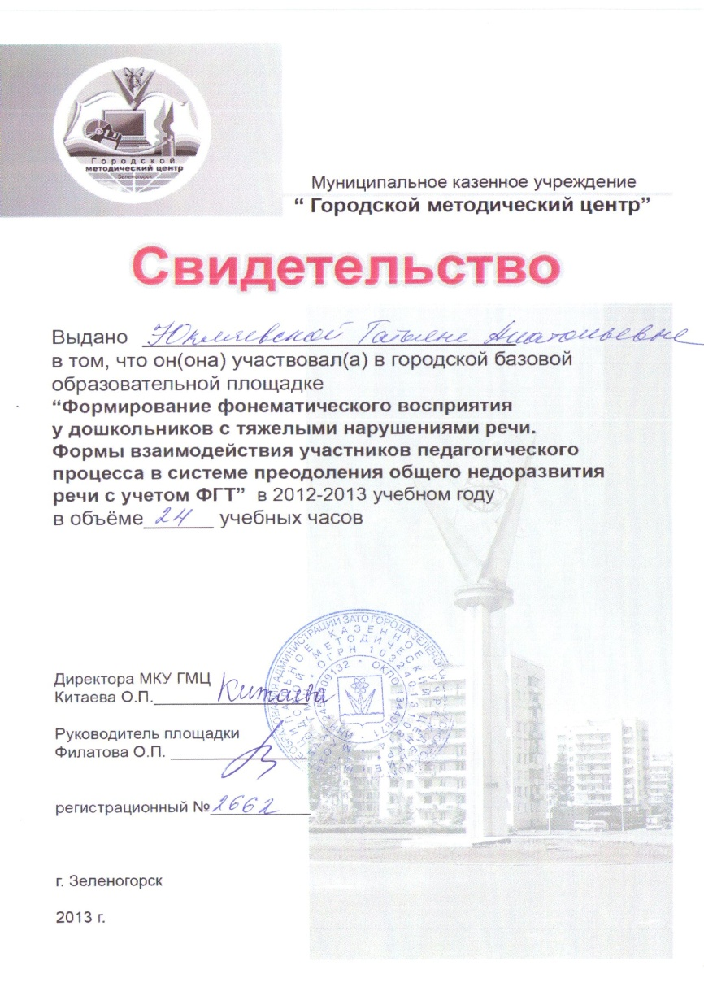 Городской
методический центр
Зеленогорск
Муниципальное казенное учреждение
“ Городской методический центр”
Свидетельство
Выдано Юкляевской Татьяне Анатольевне
в том, что он(она) участвовал(а) в городской базовой
образовательной площадке
“Формирование фонематического восприятия
у дошкольников с тяжелыми нарушениями речи.
Формы взаимодействия участников педагогического
процесса в системе преодоления общего недоразвития
речи с учетом ФГТ” в 2012-2013 учебном году
в объёме 24 учебных часов
Директора МКУ ГМЦ
Китаева О.П. Китаева
Руководитель площадки
Филатова О.П.
регистрационный № 2662
г. Зеленогорск
2013 г.